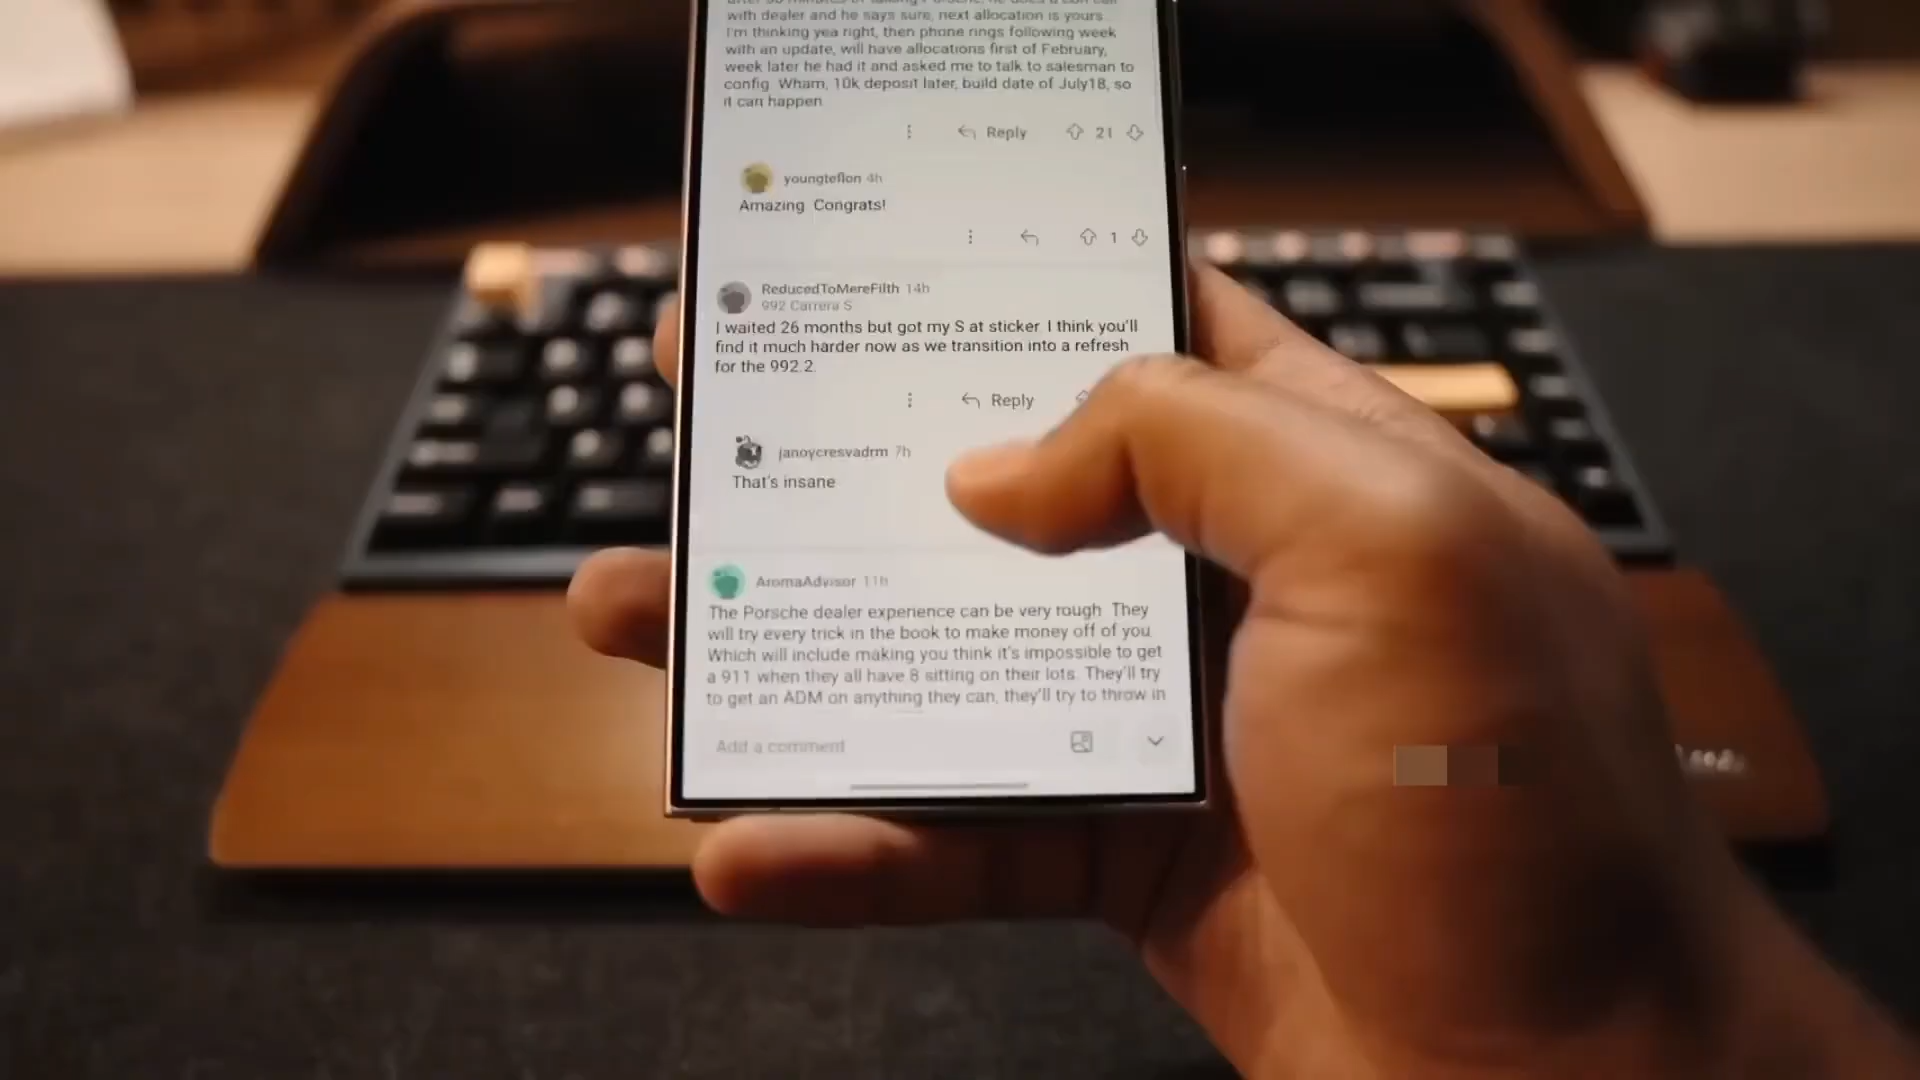 with dealer and he says sure, next allocation is yours.
I'm thinking yea right, then phone rings following week
with an update, will have allocations first of February,
week later he had it and asked me to talk to salesman to
config. Wham, 10k deposit later, build date of July18, so
it can happen.
Reply 21
youngteflon 4h
Amazing. Congrats!
1
ReducedToMereFilth 14h
992 Carrera S
I waited 26 months but got my S at sticker. I think you'll
find it much harder now as we transition into a refresh
for the 992.2.
Reply
janoycresvadrm 7h
That's insane
AromaAdvisor 11h
The Porsche dealer experience can be very rough. They
will try every trick in the book to make money off of you.
Which will include making you think it's impossible to get
a 911 when they all have 8 sitting on their lots. They'll try
to get an ADM on anything they can, they'll try to throw in
Add a comment